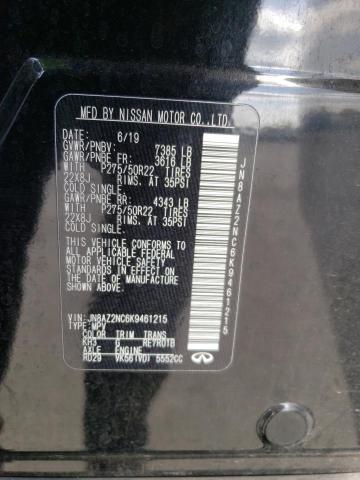 MFD BY NISSAN MOTOR CO.,LTD.
DATE: 6/19
GVWR/PNBV: 7385 LB
GAWR/PNBE FR: 3616 LB
WITH P275/50R22 TIRES
22X8J RIMS. AT 35PSI
COLD SINGLE.
GAWR/PNBE RR: 4343 LB
WITH P275/50R22 TIRES
22X8J RIMS. AT 35PSI
COLD SINGLE.
THIS VEHICLE CONFORMS TO
ALL APPLICABLE FEDERAL
MOTOR VEHICLE SAFETY
STANDARDS IN EFFECT ON
THE DATE OF MANUFACTURE
SHOWN ABOVE.
VIN: JN8AZ2NC6K9461215
TYPE: MPV
COLOR TRIM TRANS
KH3 G RE7R01B
AXLE ENGINE
RD29 VK56(VD) 5552CC
INFINITI
JN8AZ2NC6K9461215